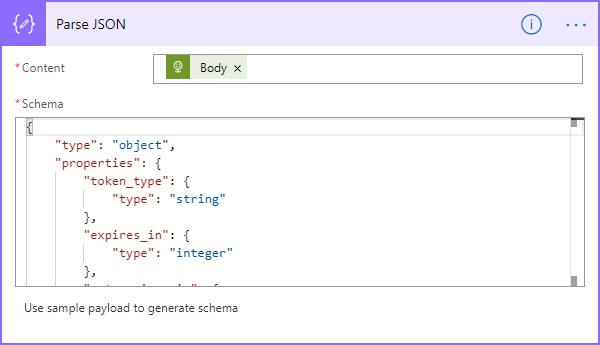 Parse JSON
* Content
Body ×
* Schema
{
    "type": "object",
    "properties": {
        "token_type": {
            "type": "string"
        },
        "expires_in": {
            "type": "integer"
        },
Use sample payload to generate schema